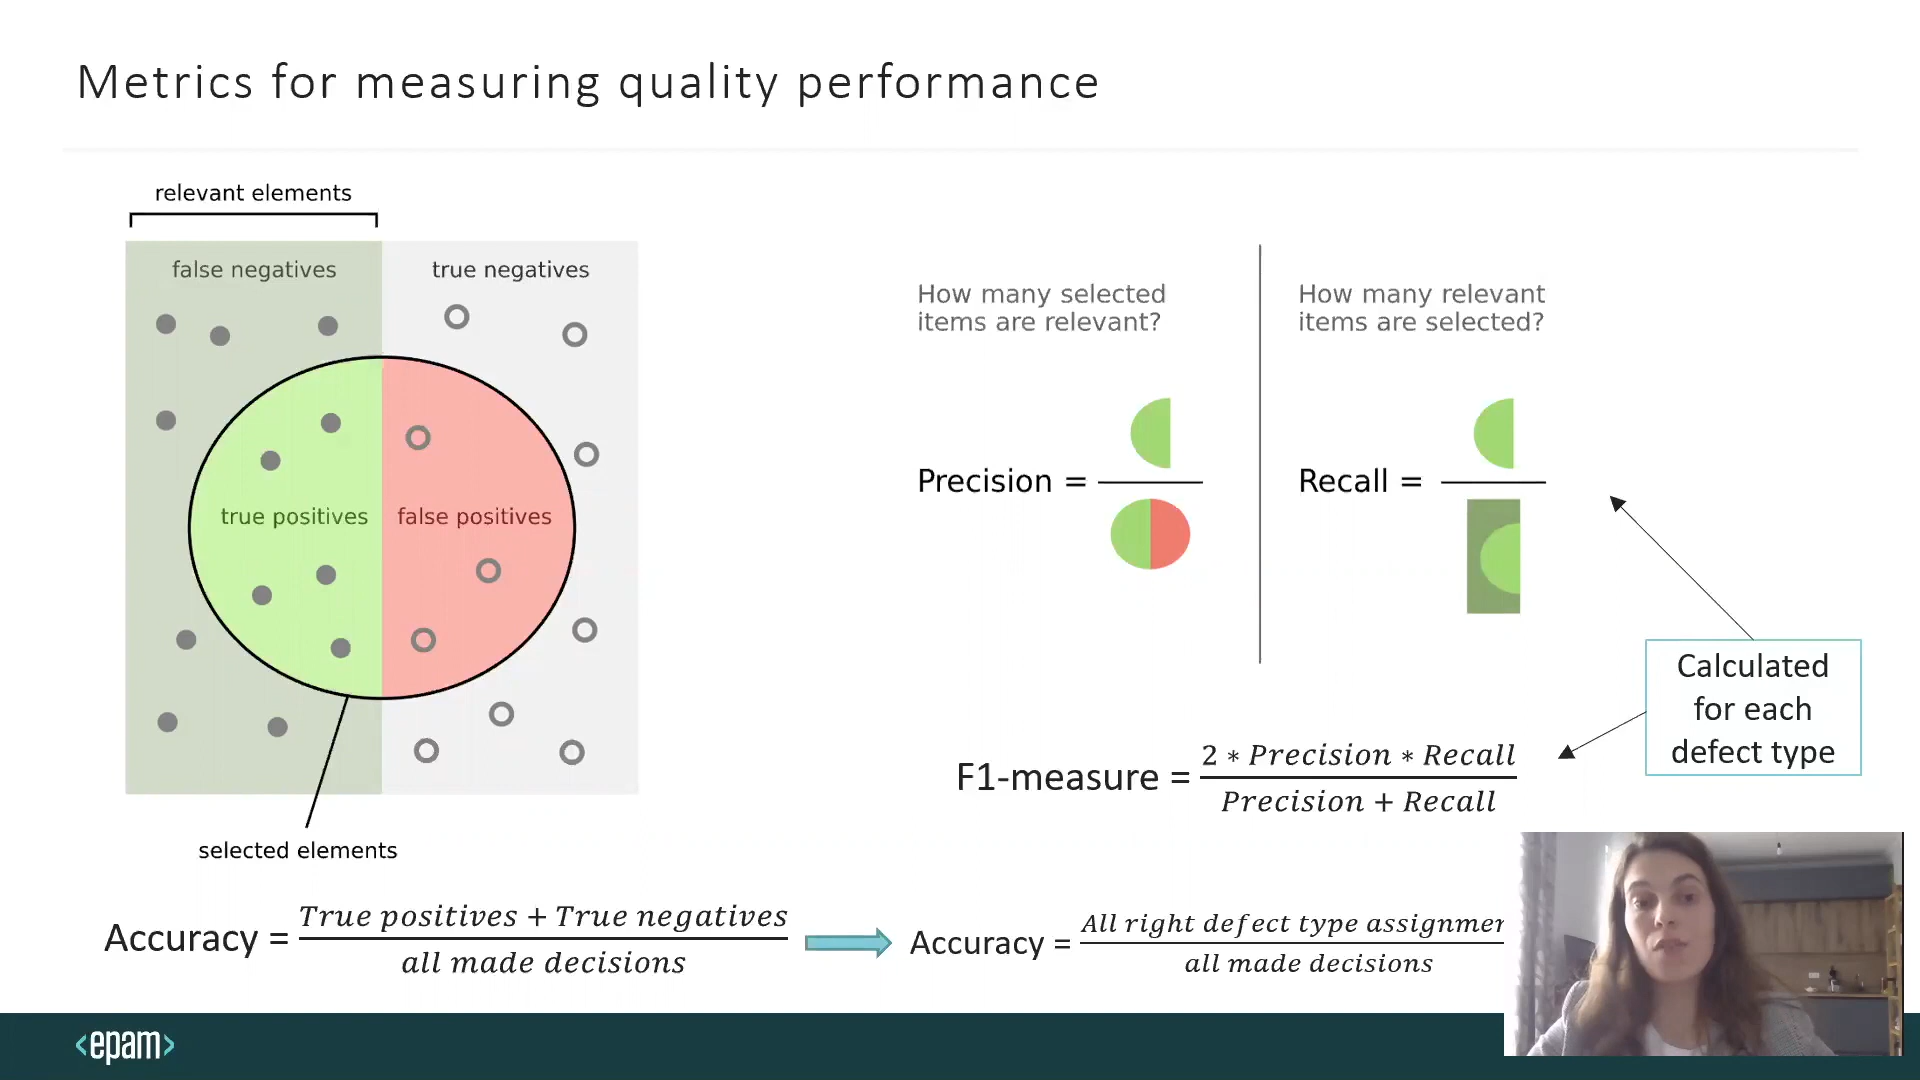 Metrics for measuring quality performance
relevant elements
false negatives
true negatives
true positives
false positives
selected elements
How many selected
items are relevant?
Precision =
How many relevant
items are selected?
Recall =
Calculated
for each
defect type
F1-measure =
2 * Precision * Recall
Precision + Recall
Accuracy =
True positives + True negatives
all made decisions
Accuracy =
All right defect type
all made decisions
<epam>